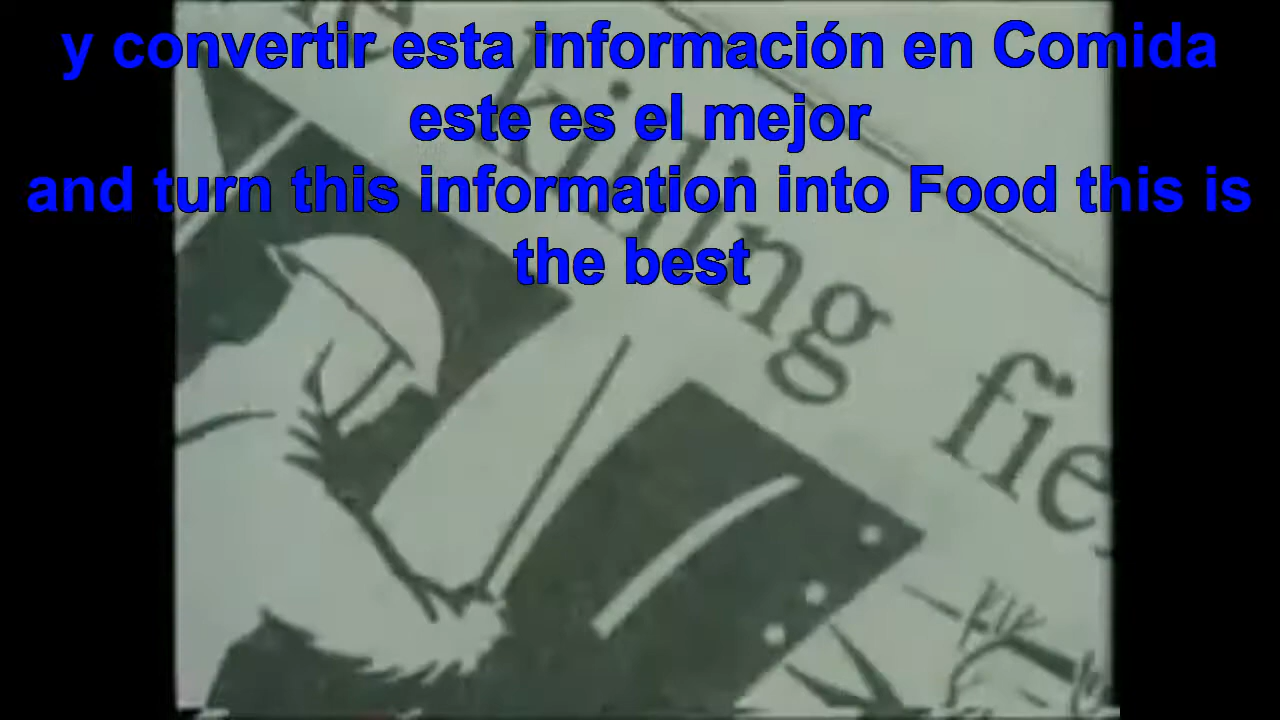 y convertir esta información en Comida
este es el mejor
and turn this information into Food this is
the best
killing